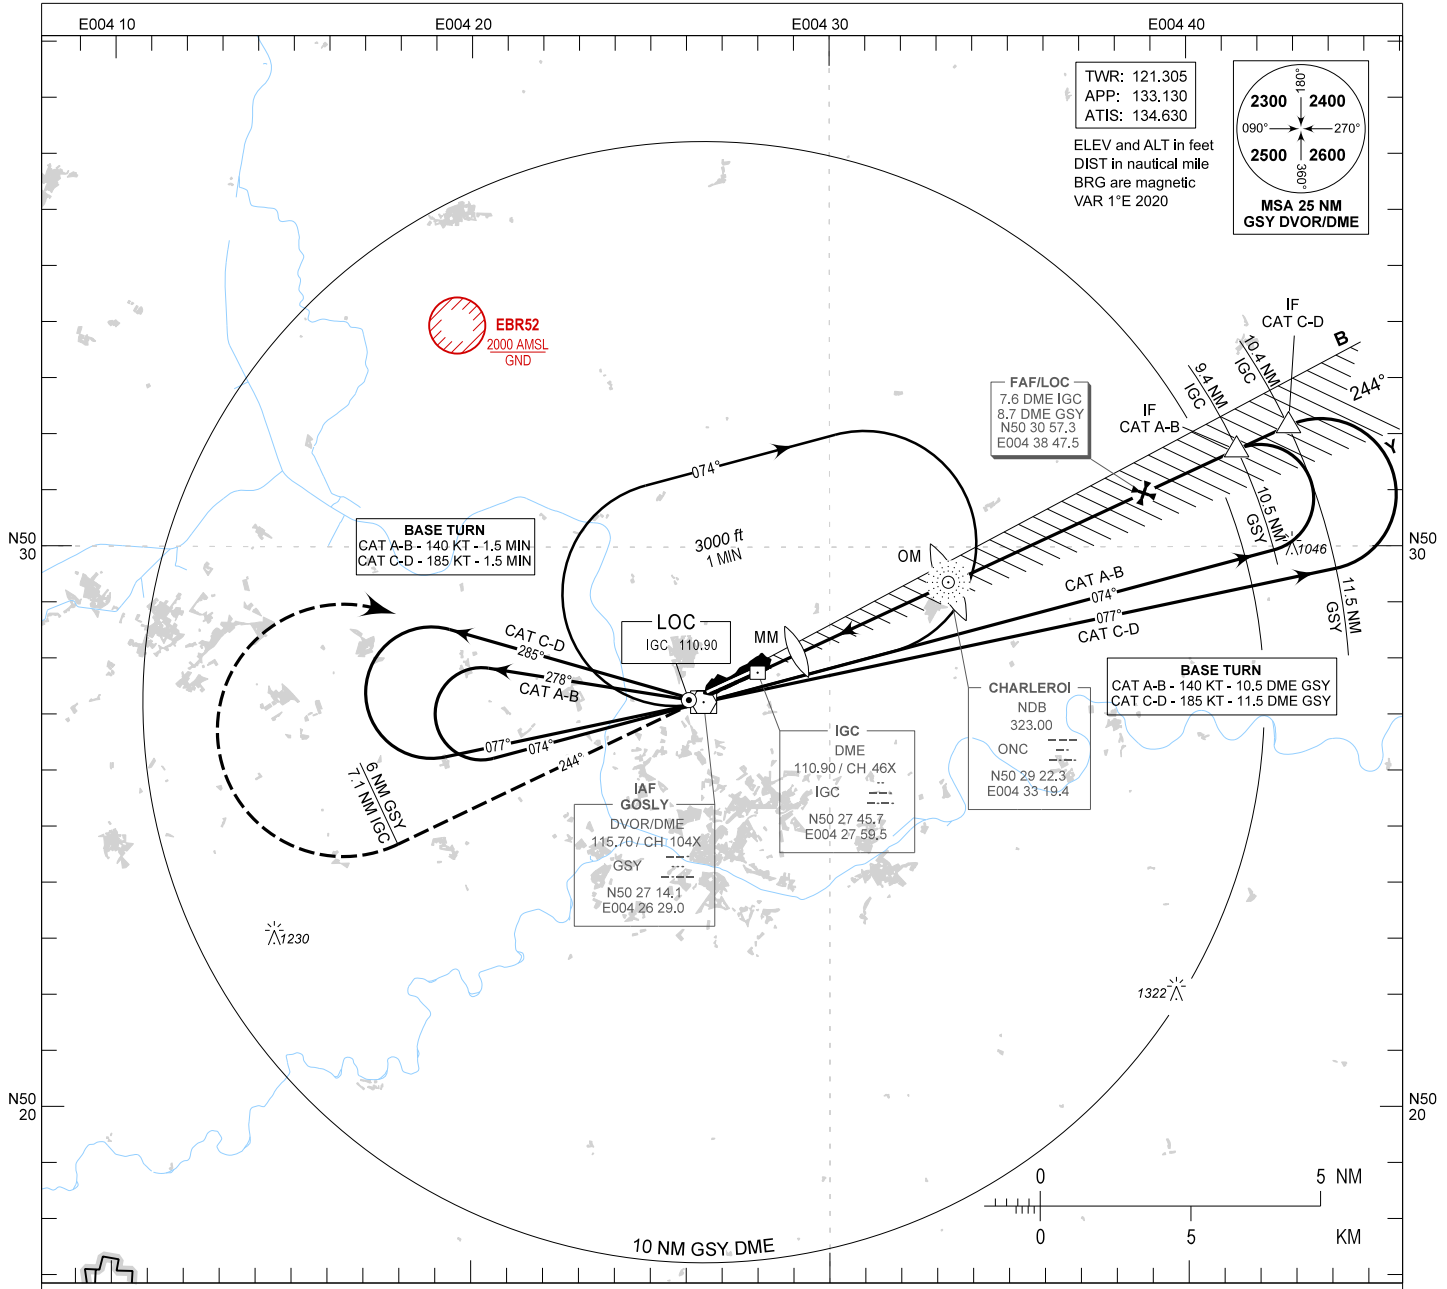 E004 10
E004 20
E004 30
E004 40
TWR: 121.305
APP: 133.130
ATIS: 134.630
ELEV and ALT in feet
DIST in nautical mile
BRG are magnetic
VAR 1°E 2020
180°
2300
2400
090°
270°
2500
2600
360°
MSA 25 NM
GSY DVOR/DME
EBR52
2000 AMSL
GND
IF
CAT C-D
B
10.4 NM
IGC
9.4 NM
IGC
244°
Y
FAF/LOC
7.6 DME IGC
8.7 DME GSY
N50 30 57.3
E004 38 47.5
IF
CAT A-B
074°
3000 ft
1 MIN
10.5 NM
GSY
1046
11.5 NM
GSY
N50
30
N50
30
BASE TURN
CAT A-B - 140 KT - 1.5 MIN
CAT C-D - 185 KT - 1.5 MIN
OM
CAT A-B
074°
077°
CAT C-D
LOC
IGC 110.90
MM
CAT C-D
285°
278°
CAT A-B
BASE TURN
CAT A-B - 140 KT - 10.5 DME GSY
CAT C-D - 185 KT - 11.5 DME GSY
CHARLEROI
NDB
323.00
ONC
N50 29 22.3
E004 33 19.4
077°
074°
244°
6 NM GSY
7.1 NM IGC
IGC
DME
110.90 / CH 46X
IGC
N50 27 45.7
E004 27 59.5
IAF
GOSLY
DVOR/DME
115.70 / CH 104X
GSY
N50 27 14.1
E004 26 29.0
1230
1322
N50
20
N50
20
0
5 NM
0
5
KM
10 NM GSY DME